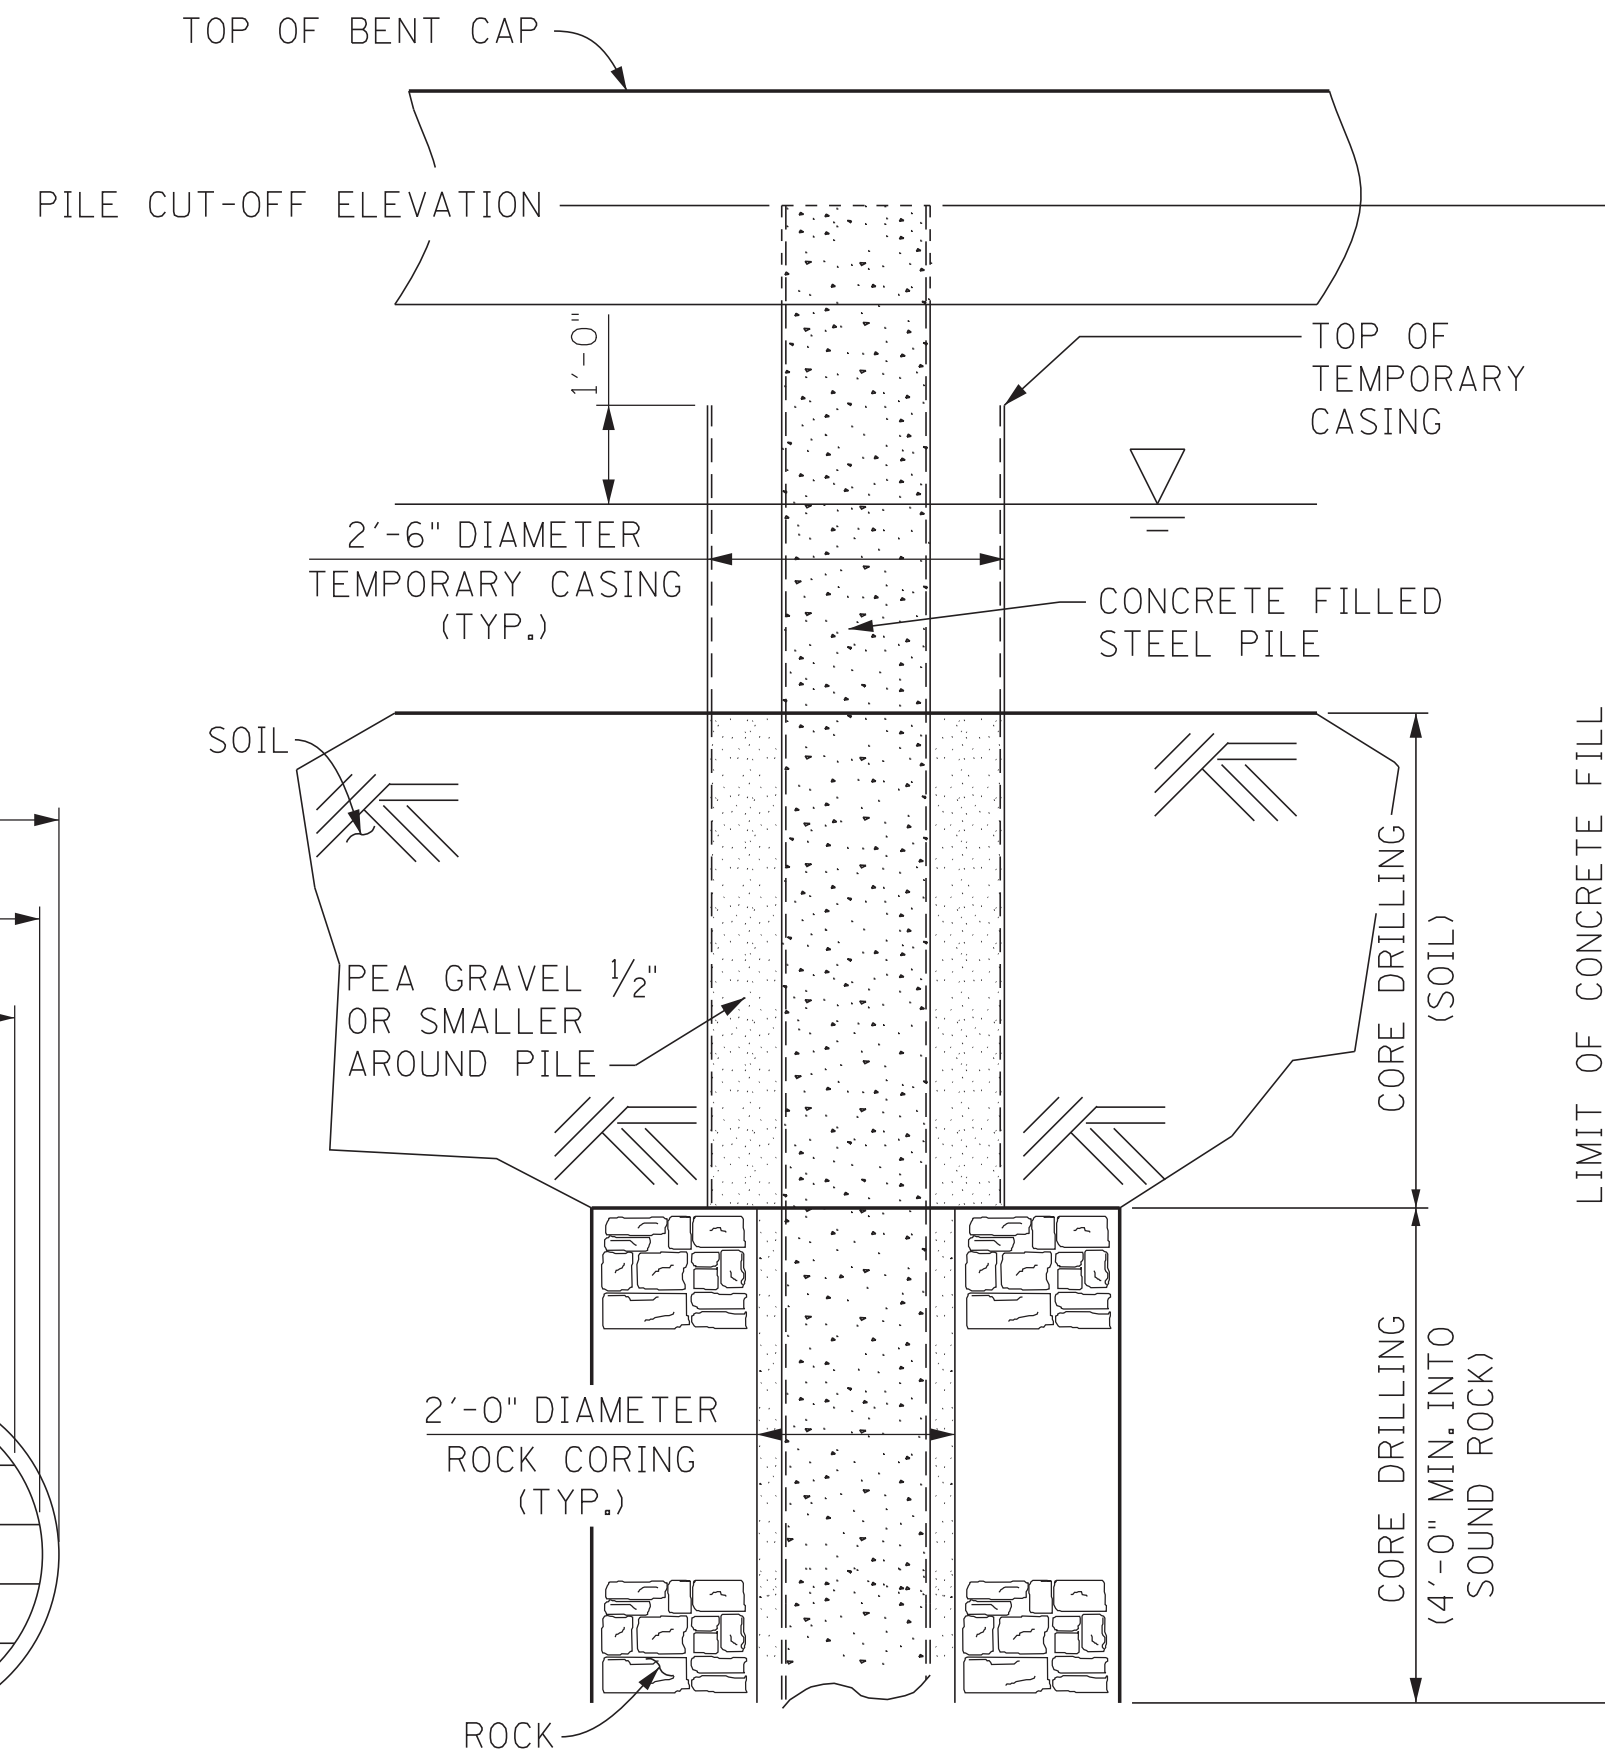 TOP OF BENT CAP
PILE CUT-OFF ELEVATION
1'-0"
TOP OF
TEMPORARY
CASING
2'-6" DIAMETER
TEMPORARY CASING
(TYP.)
CONCRETE FILLED
STEEL PILE
SOIL
PEA GRAVEL 1/2"
OR SMALLER
AROUND PILE
CORE DRILLING
(SOIL)
LIMIT OF CONCRETE FILL
2'-0" DIAMETER
ROCK CORING
(TYP.)
CORE DRILLING
(4'-0" MIN. INTO
SOUND ROCK)
ROCK